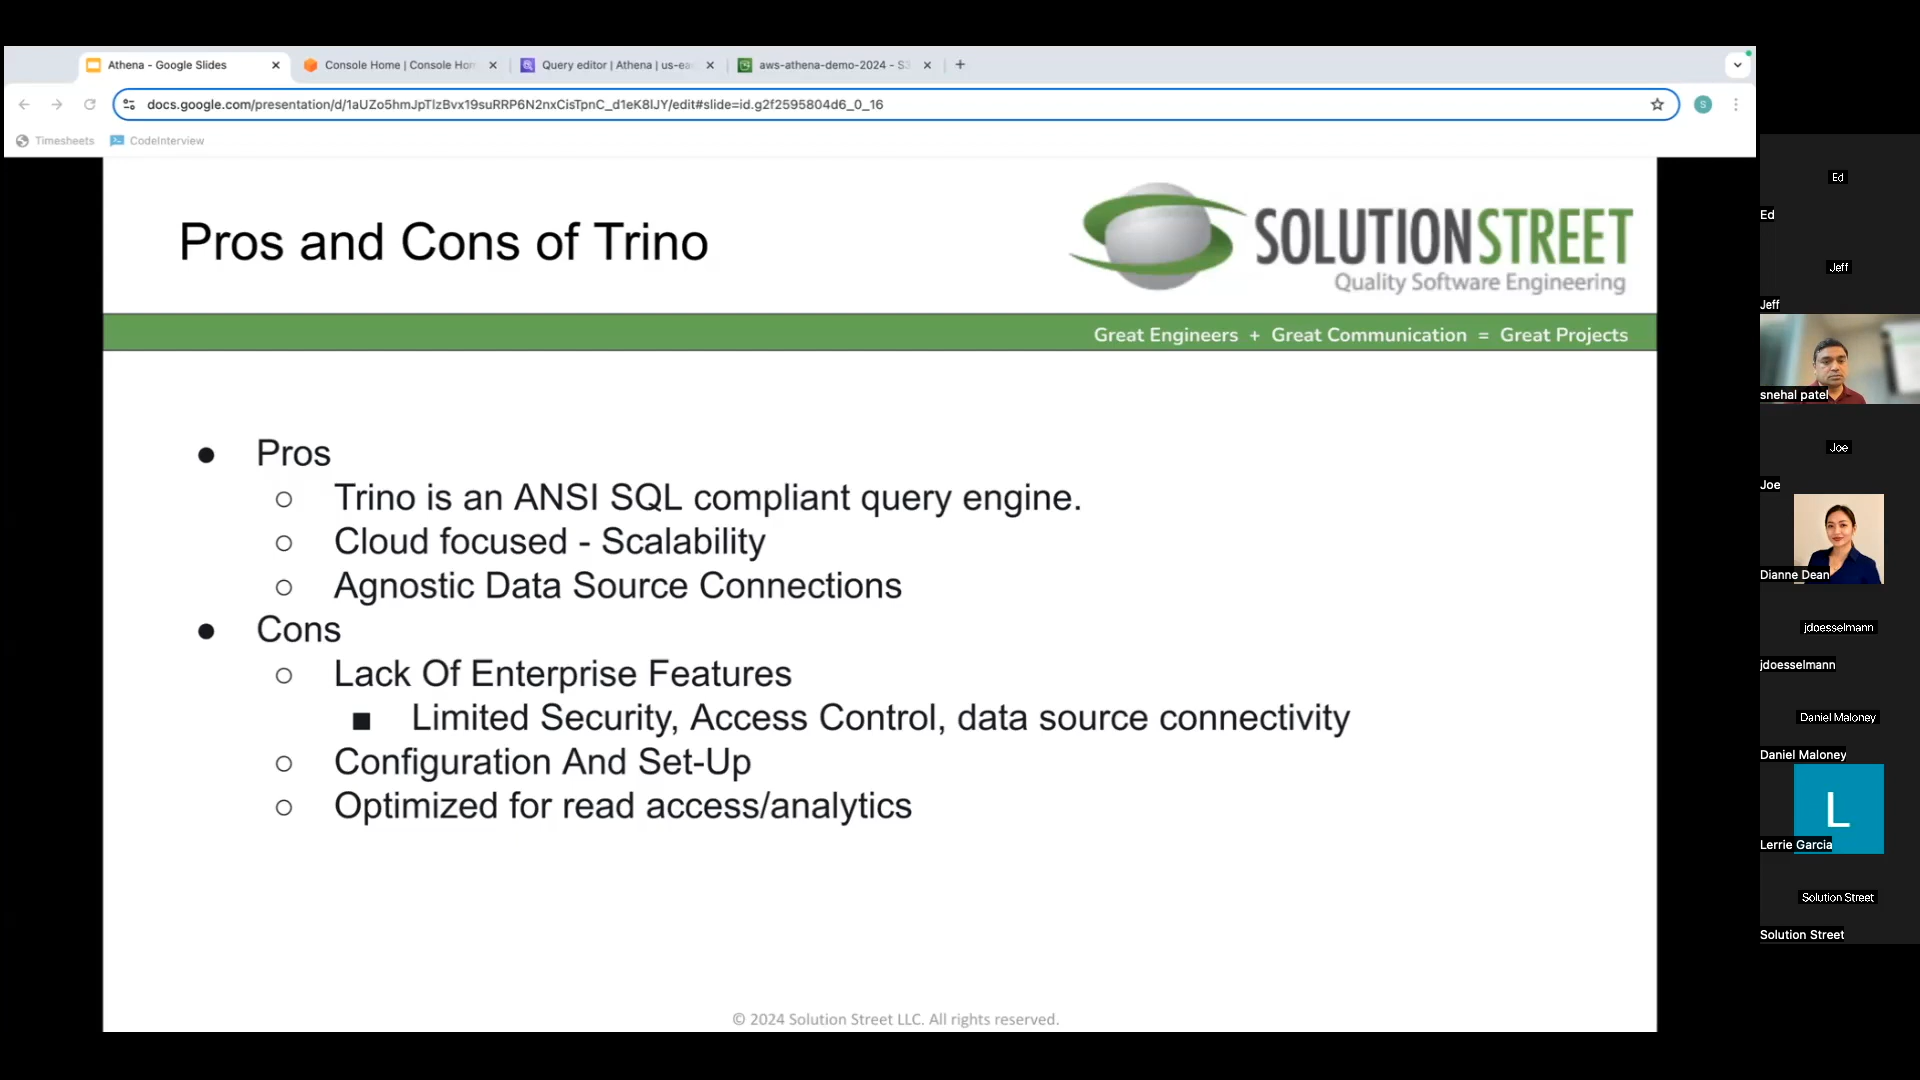 Athena - Google Slides
Console Home | Console Hom
Query editor | Athena | us-ea
aws-athena-demo-2024 - S3
docs.google.com/presentation/d/1aUZo5hmJpTlzBvx19suRRP6N2nxCisTpnC_d1eK8lJY/edit#slide=id.g2f2595804d6_0_16
S
Timesheets
CodeInterview
Pros and Cons of Trino
SOLUTIONSTREET
Quality Software Engineering
Great Engineers + Great Communication = Great Projects
● Pros
○ Trino is an ANSI SQL compliant query engine.
○ Cloud focused - Scalability
○ Agnostic Data Source Connections
● Cons
○ Lack Of Enterprise Features
■ Limited Security, Access Control, data source connectivity
○ Configuration And Set-Up
○ Optimized for read access/analytics
© 2024 Solution Street LLC. All rights reserved.
Ed
Ed
Jeff
Jeff
snehal patel
Joe
Joe
Dianne Dean
jdoesselmann
jdoesselmann
Daniel Maloney
Daniel Maloney
L
Lerrie Garcia
Solution Street
Solution Street